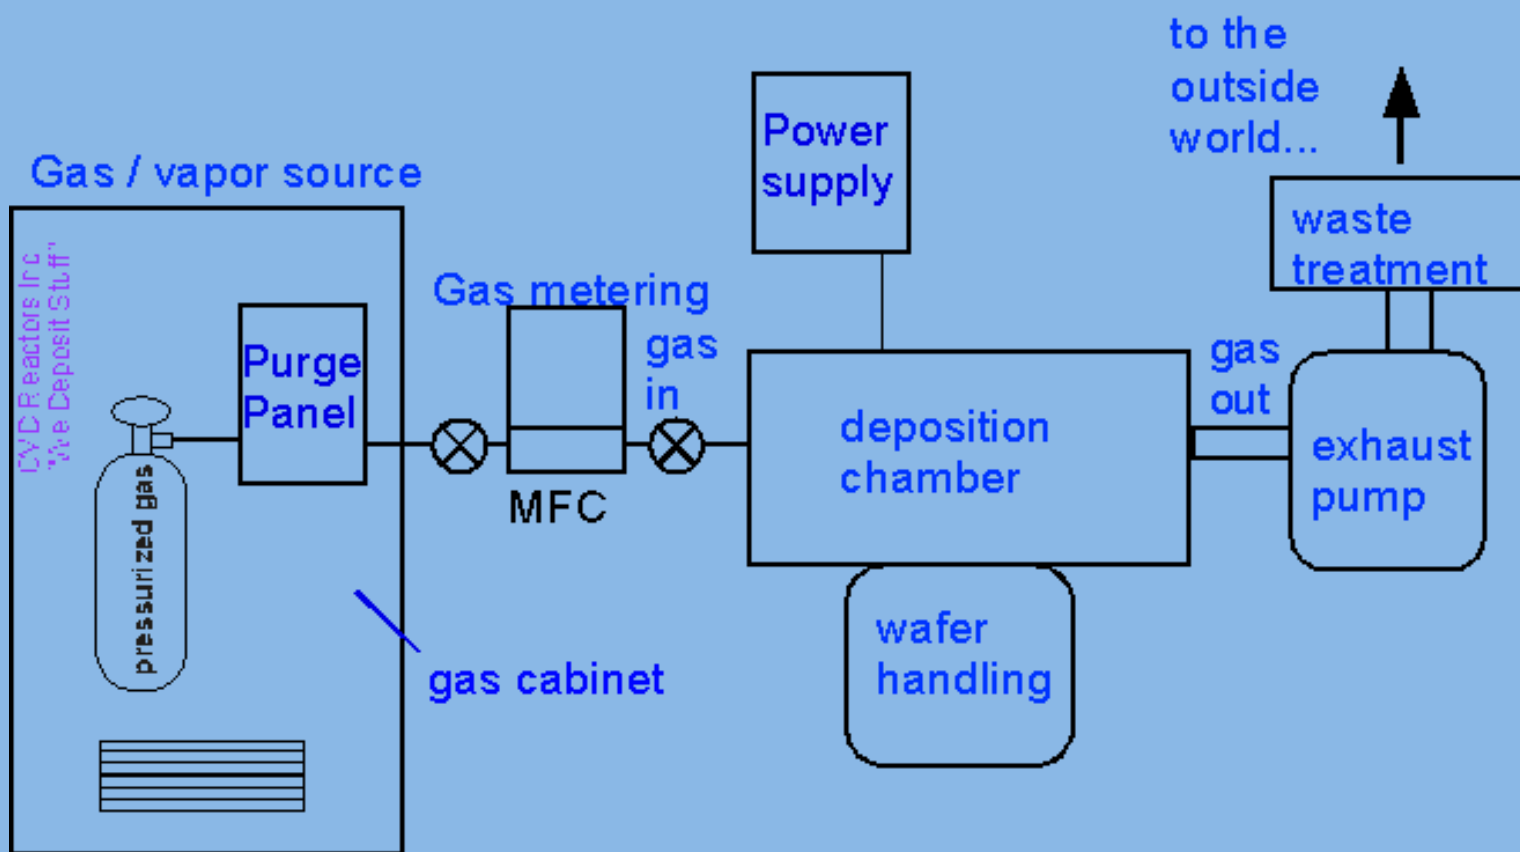 to the
outside
world...
Power
supply
Gas / vapor source
waste
treatment
CVD Reactors Inc
"We Deposit Stuff"
Gas metering
Purge
Panel
gas
in
gas
out
deposition
chamber
exhaust
pump
MFC
pressurized gas
wafer
handling
gas cabinet